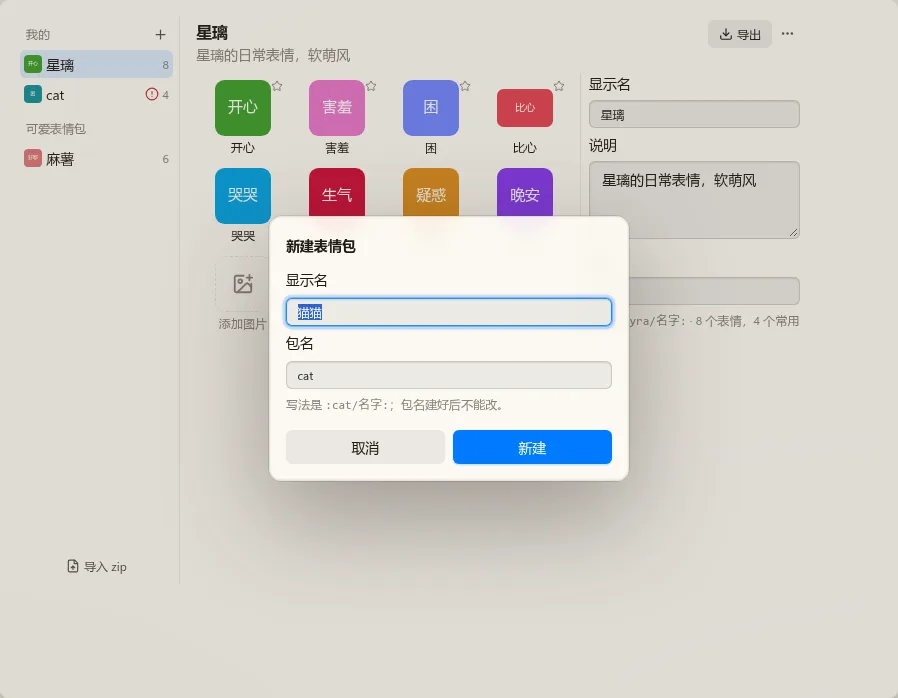 我的
星璃 8
cat 4
可爱表情包
麻薯 6
导入 zip
星璃
星璃的日常表情，软萌风
导出
开心 害羞 困 比心
开心 害羞 困 比心
哭哭 生气 疑惑 晚安
哭哭
添加图片
显示名
星璃
说明
星璃的日常表情，软萌风
yra/名字: · 8 个表情，4 个常用
新建表情包
显示名
猫猫
包名
cat
写法是 :cat/名字:；包名建好后不能改。
取消 新建